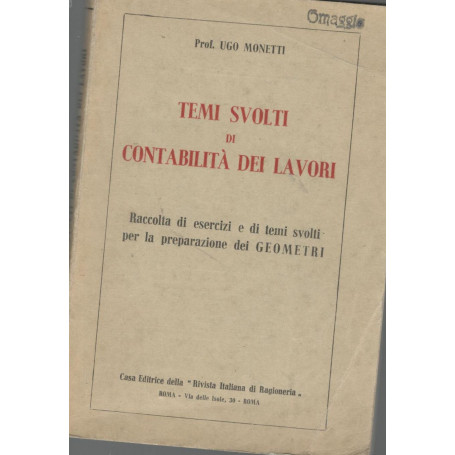 Omaggio
Prof. UGO MONETTI
TEMI SVOLTI
DI
CONTABILITÀ DEI LAVORI
Raccolta di esercizi e di temi svolti
per la preparazione dei GEOMETRI
Casa Editrice della " Rivista Italiana di Ragioneria „
ROMA - Via delle Isole, 30 - ROMA